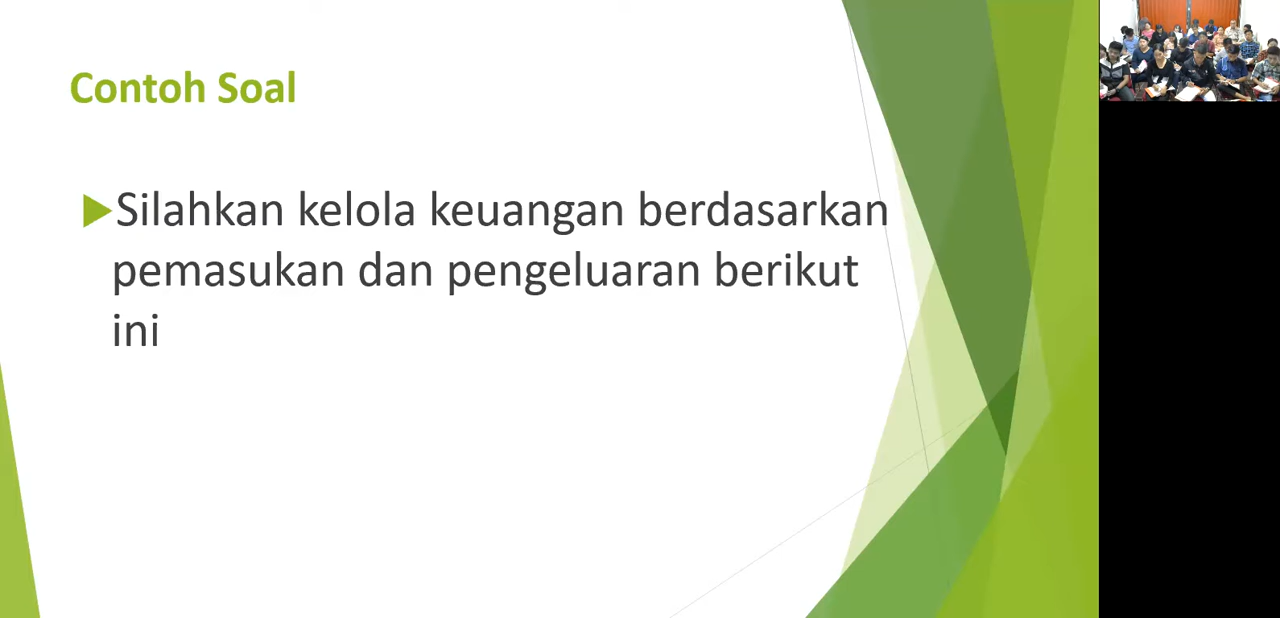 Contoh Soal
Silahkan kelola keuangan berdasarkan
pemasukan dan pengeluaran berikut
ini